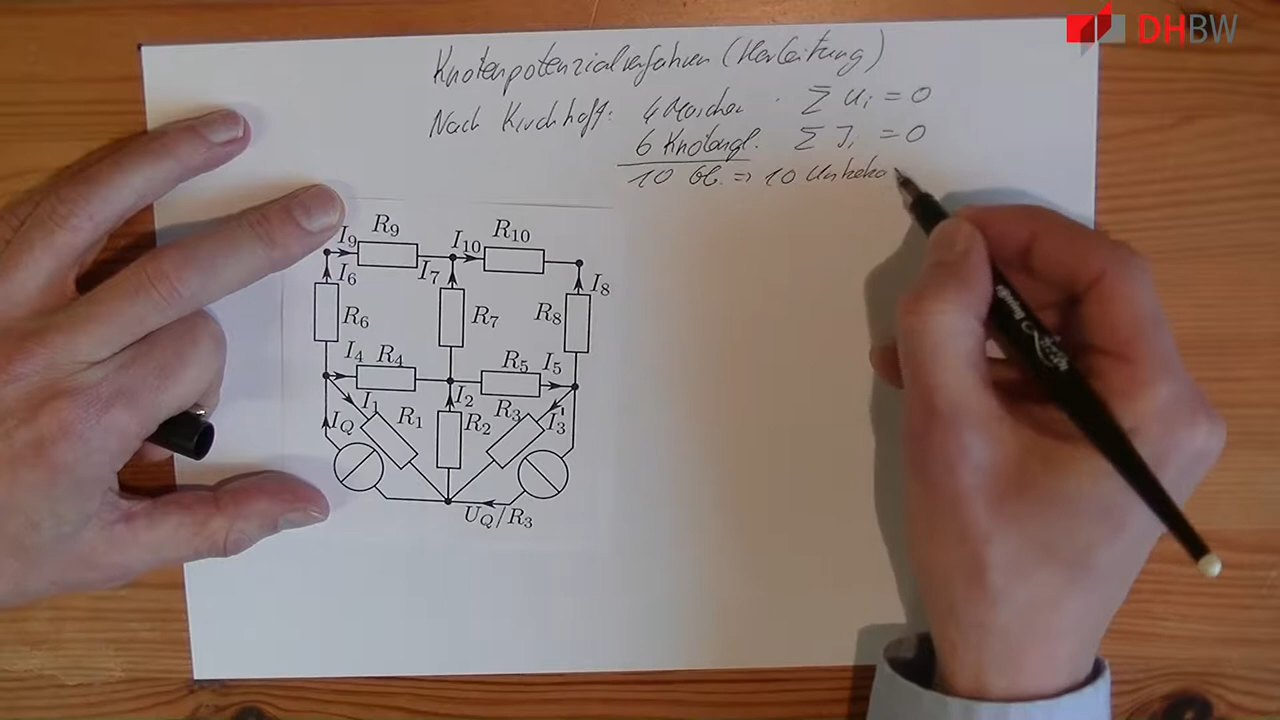 DHBW
Knotenpotenzialverfahren (Herleitung)
Nach Kirchhoff: 4 Maschen Σ Ui = 0
6 Knotengl. Σ Ii = 0
10 Gl. => 10 Unbeka
R9 R10
I9 I10
I6 I7 I8
R6 R7 R8
I4 R4 R5 I5
I1 R1 I2 R2 R3 I3'
IQ
UQ/R3